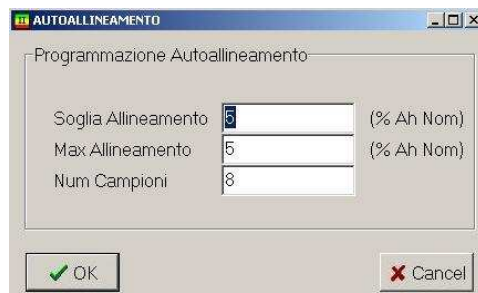 AUTOALLINEAMENTO
Programmazione Autoallineamento
Soglia Allineamento 5 (% Ah Nom)
Max Allineamento 5 (% Ah Nom)
Num Campioni 8
OK Cancel